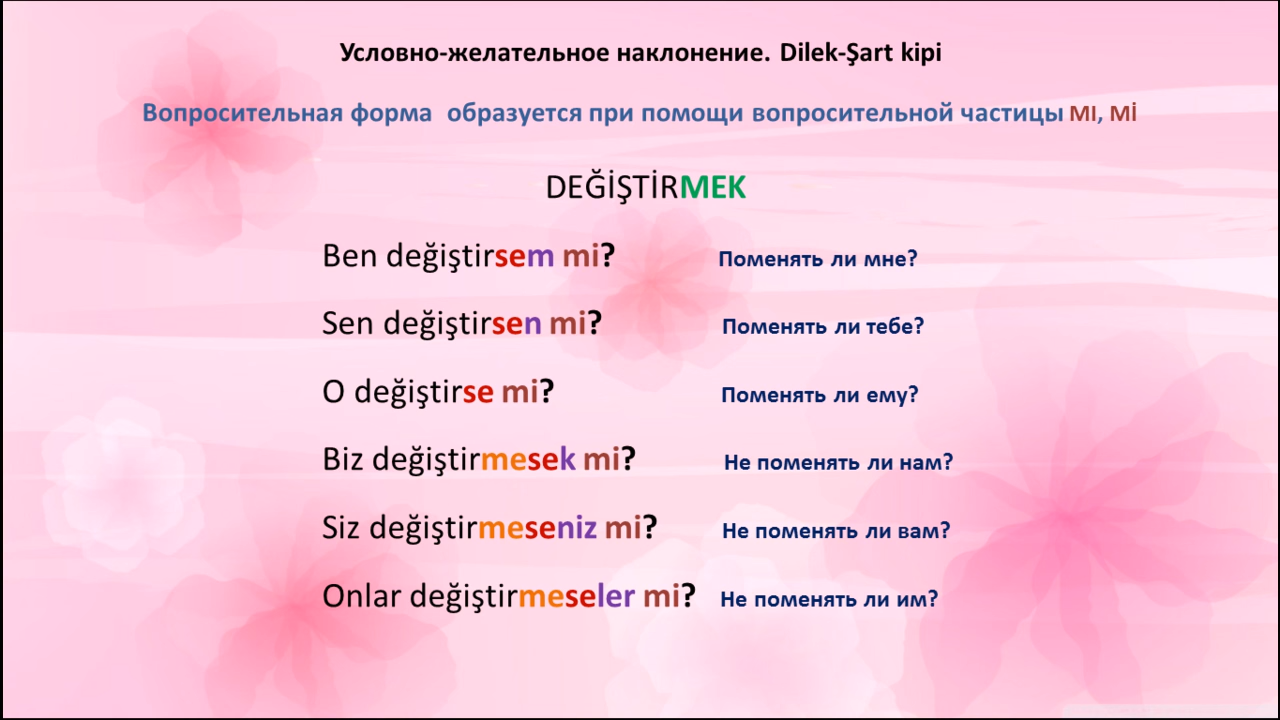 Условно-желательное наклонение. Dilek-Şart kipi
Вопросительная форма образуется при помощи вопросительной частицы MI, Mİ
DEĞİŞTİRMEK
Ben değiştirsem mi? Поменять ли мне?
Sen değiştirsen mi? Поменять ли тебе?
O değiştirse mi? Поменять ли ему?
Biz değiştirmesek mi? Не поменять ли нам?
Siz değiştirmeseniz mi? Не поменять ли вам?
Onlar değiştirmeseler mi? Не поменять ли им?